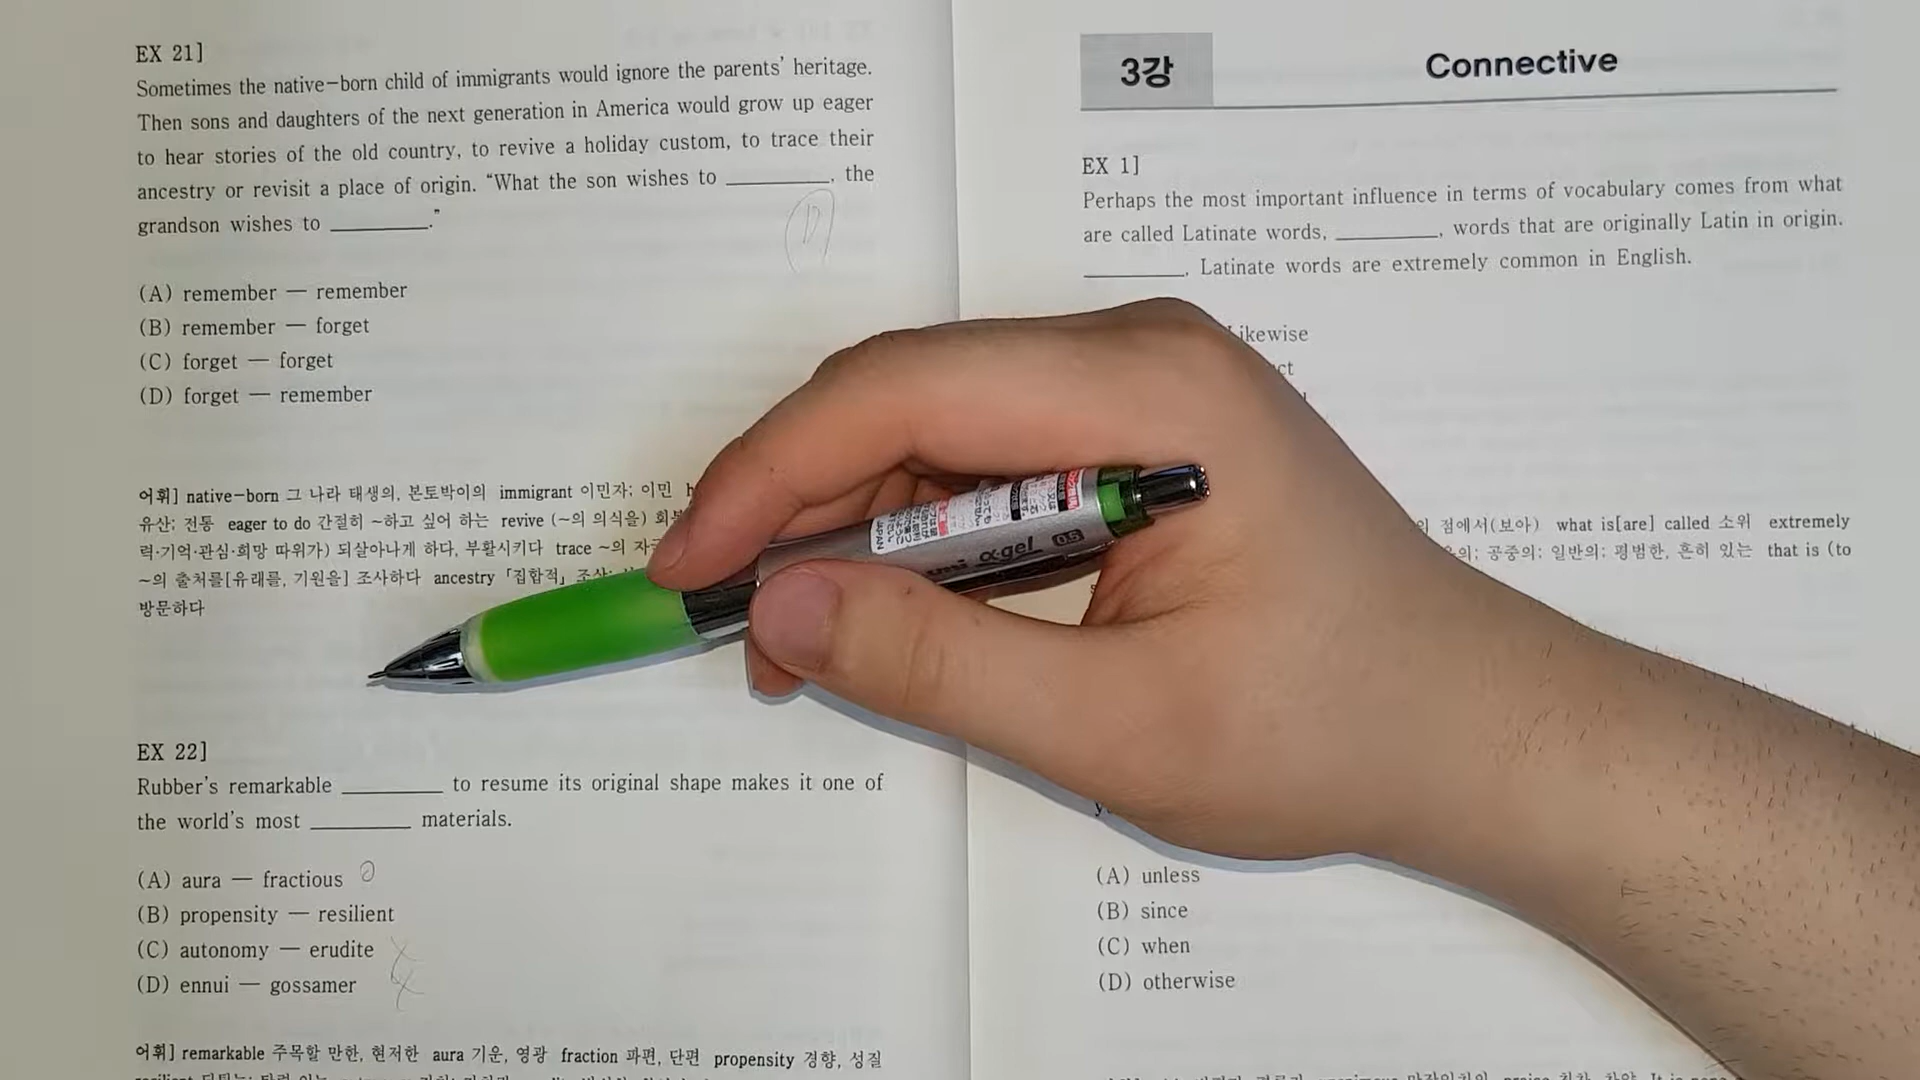 EX 21]
Sometimes the native-born child of immigrants would ignore the parents' heritage.
Then sons and daughters of the next generation in America would grow up eager
to hear stories of the old country, to revive a holiday custom, to trace their
ancestry or revisit a place of origin. “What the son wishes to ________, the
grandson wishes to ________.”
(D)
(A) remember — remember
(B) remember — forget
(C) forget — forget
(D) forget — remember
어휘] native-born 그 나라 태생의, 본토박이의 immigrant 이민자; 이민
유산; 전통 eager to do 간절히 ~하고 싶어 하는 revive (~의 의식을)
력·기억·관심·희망 따위가) 되살아나게 하다, 부활시키다 trace ~의
~의 출처를[유래를, 기원을] 조사하다 ancestry 「집합적」
방문하다
EX 22]
Rubber's remarkable ________ to resume its original shape makes it one of
the world's most ________ materials.
(A) aura — fractious
(B) propensity — resilient
(C) autonomy — erudite
(D) ennui — gossamer
어휘] remarkable 주목할 만한, 현저한 aura 기운, 영광 fraction 파편, 단편 propensity 경향, 성질
3강 Connective
EX 1]
Perhaps the most important influence in terms of vocabulary comes from what
are called Latinate words, ________, words that are originally Latin in origin.
________, Latinate words are extremely common in English.
점에서(보아) what is[are] called 소위 extremely
공중의; 일반의; 평범한, 흔히 있는 that is (to
(A) unless
(B) since
(C) when
(D) otherwise
uni α·gel 0.5
JAPAN